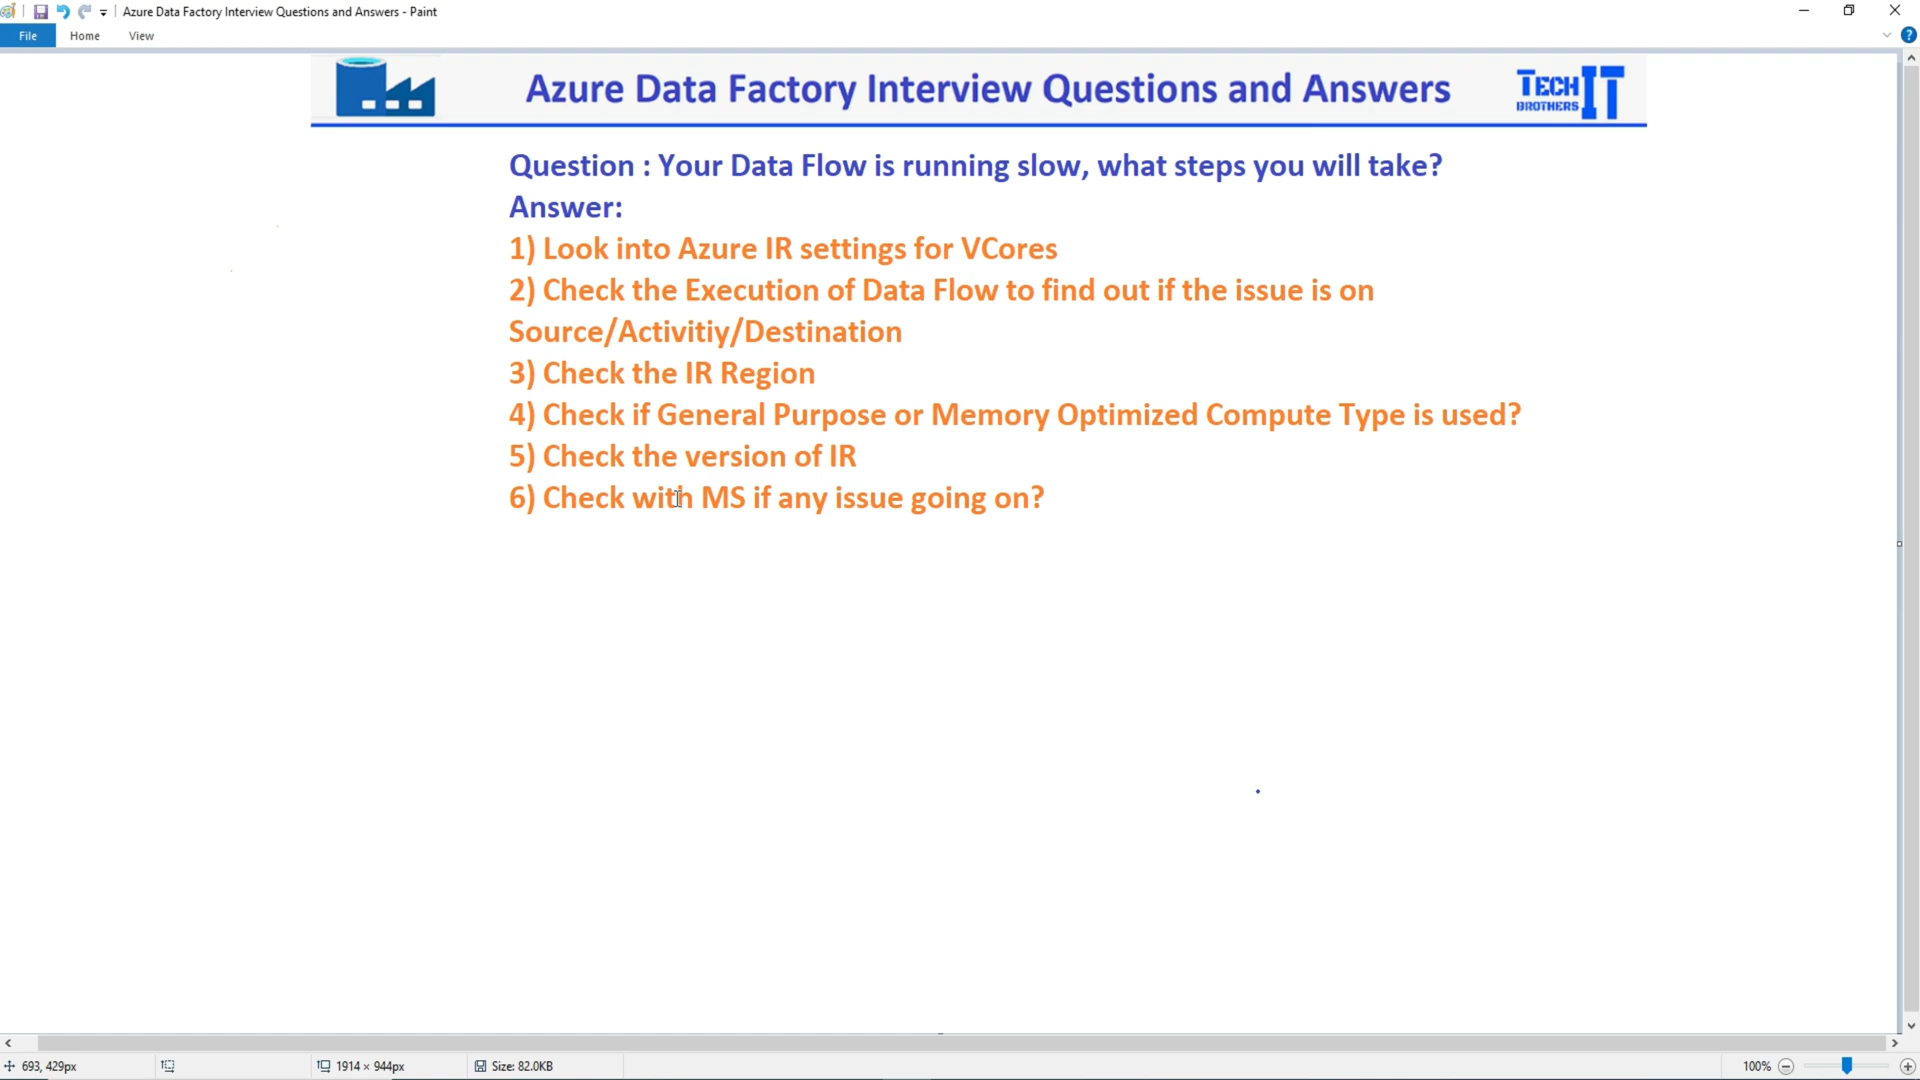 Azure Data Factory Interview Questions and Answers - Paint
File
Home
View
Azure Data Factory Interview Questions and Answers
TECH IT
BROTHERS
Question : Your Data Flow is running slow, what steps you will take?
Answer:
1) Look into Azure IR settings for VCores
2) Check the Execution of Data Flow to find out if the issue is on
Source/Activitiy/Destination
3) Check the IR Region
4) Check if General Purpose or Memory Optimized Compute Type is used?
5) Check the version of IR
6) Check with MS if any issue going on?
693, 429px
1914 × 944px
Size: 82.0KB
100%